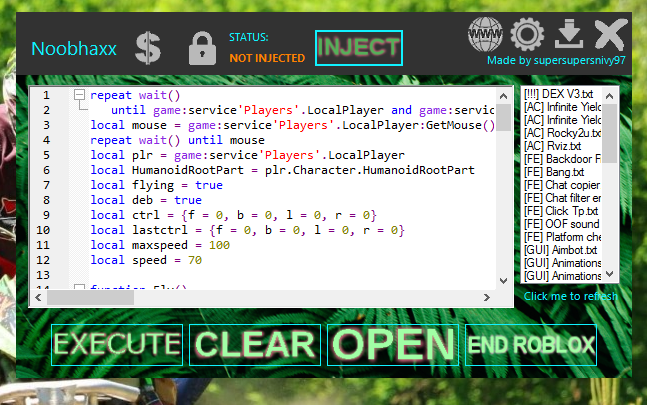 Noobhaxx
$
STATUS:
NOT INJECTED
INJECT
WWW
Made by supersupersnivy97
1 repeat wait()
2 until game:service'Players'.LocalPlayer and game:servic
3 local mouse = game:service'Players'.LocalPlayer:GetMouse()
4 repeat wait() until mouse
5 local plr = game:service'Players'.LocalPlayer
6 local HumanoidRootPart = plr.Character.HumanoidRootPart
7 local flying = true
8 local deb = true
9 local ctrl = {f = 0, b = 0, l = 0, r = 0}
10 local lastctrl = {f = 0, b = 0, l = 0, r = 0}
11 local maxspeed = 100
12 local speed = 70
13
14 function Fly()
[!!!] DEX V3.txt
[AC] Infinite Yield
[AC] Infinite Yield
[AC] Rocky2u.tx
[AC] Rviz.txt
[FE] Backdoor F
[FE] Bang.txt
[FE] Chat copier
[FE] Chat filter er
[FE] Click Tp.txt
[FE] OOF sound
[FE] Platform che
[GUI] Aimbot.txt
[GUI] Animations
[GUI] Animations
Click me to refresh
EXECUTE
CLEAR
OPEN
END ROBLOX